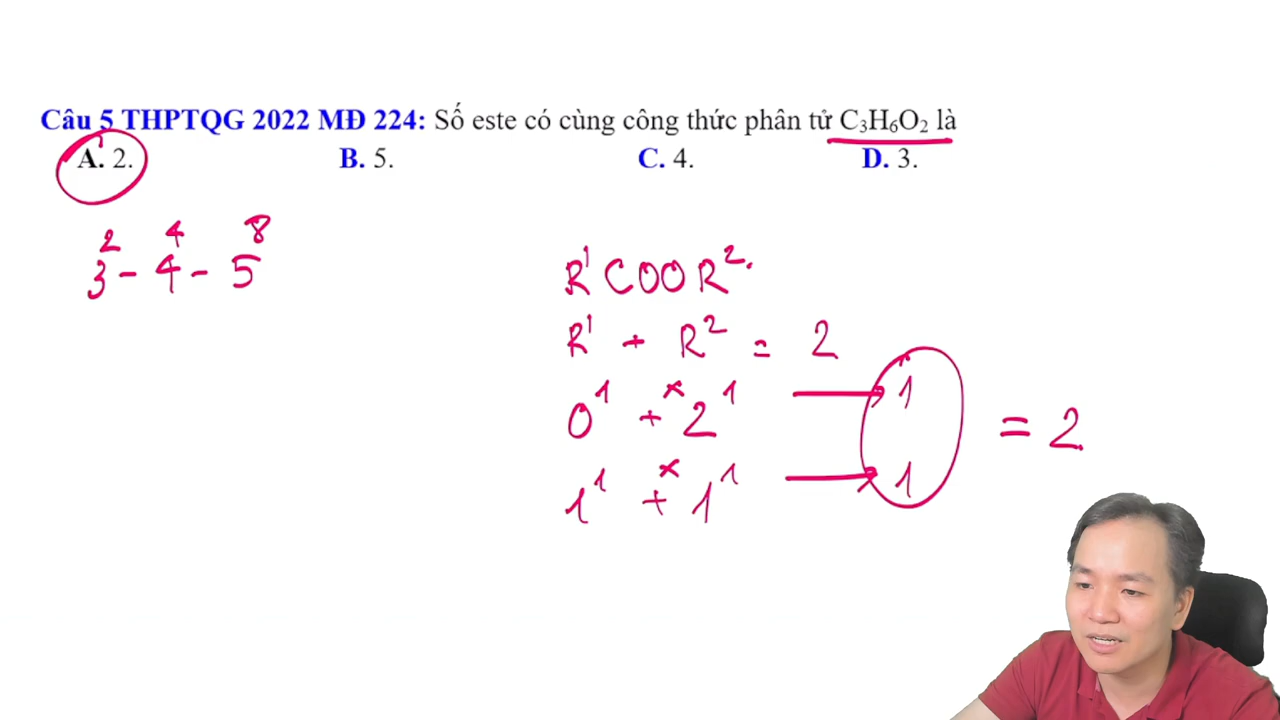 Câu 5 THPTQG 2022 MĐ 224: Số este có cùng công thức phân tử C₃H₆O₂ là
A. 2. B. 5. C. 4. D. 3.
2 4 8
3 - 4 - 5
R¹COOR².
R¹ + R² = 2
0¹ +ˣ 2¹ → 1
= 2
1¹ +ˣ 1¹ → 1